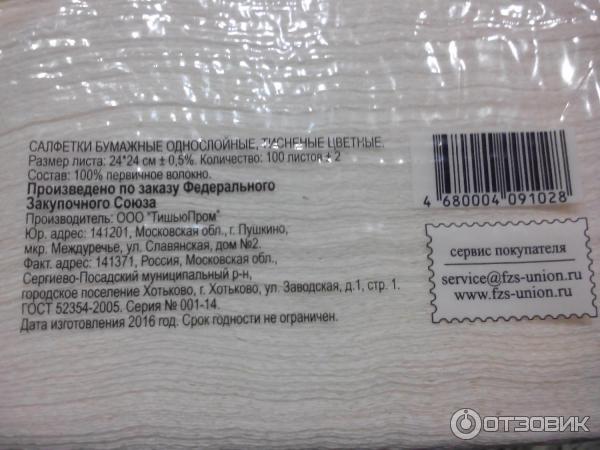 САЛФЕТКИ БУМАЖНЫЕ ОДНОСЛОЙНЫЕ, ТИСНЕНЫЕ ЦВЕТНЫЕ.
Размер листа: 24*24 см ± 0,5%. Количество: 100 листов ± 2
Состав: 100% первичное волокно.
Произведено по заказу Федерального
Закупочного Союза
Производитель: ООО "ТисьюПром"
Юр. адрес: 141201, Московская обл., г. Пушкино,
мкр. Междуречье, ул. Славянская, дом №2.
Факт. адрес: 141371, Россия, Московская обл.,
Сергиево-Посадский муниципальный р-н,
городское поселение Хотьково, г. Хотьково, ул. Заводская, д.1, стр. 1.
ГОСТ 52354-2005. Серия № 001-14.
Дата изготовления 2016 год. Срок годности не ограничен.
4 680004 091028
сервис покупателя
service@fzs-union.ru
www.fzs-union.ru
ОТЗОВИК